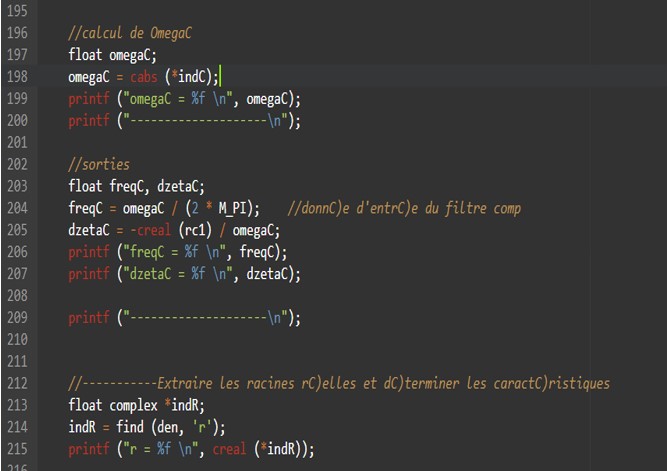 195
196 //calcul de OmegaC
197 float omegaC;
198 omegaC = cabs (*indC);
199 printf ("omegaC = %f \n", omegaC);
200 printf ("--------------------\n");
201
202 //sorties
203 float freqC, dzetaC;
204 freqC = omegaC / (2 * M_PI); //donnC)e d'entrC)e du filtre comp
205 dzetaC = -creal (rc1) / omegaC;
206 printf ("freqC = %f \n", freqC);
207 printf ("dzetaC = %f \n", dzetaC);
208
209 printf ("--------------------\n");
210
211
212 //-----------Extraire les racines rC)elles et dC)terminer les caractC)ristiques
213 float complex *indR;
214 indR = find (den, 'r');
215 printf ("r = %f \n", creal (*indR));
216